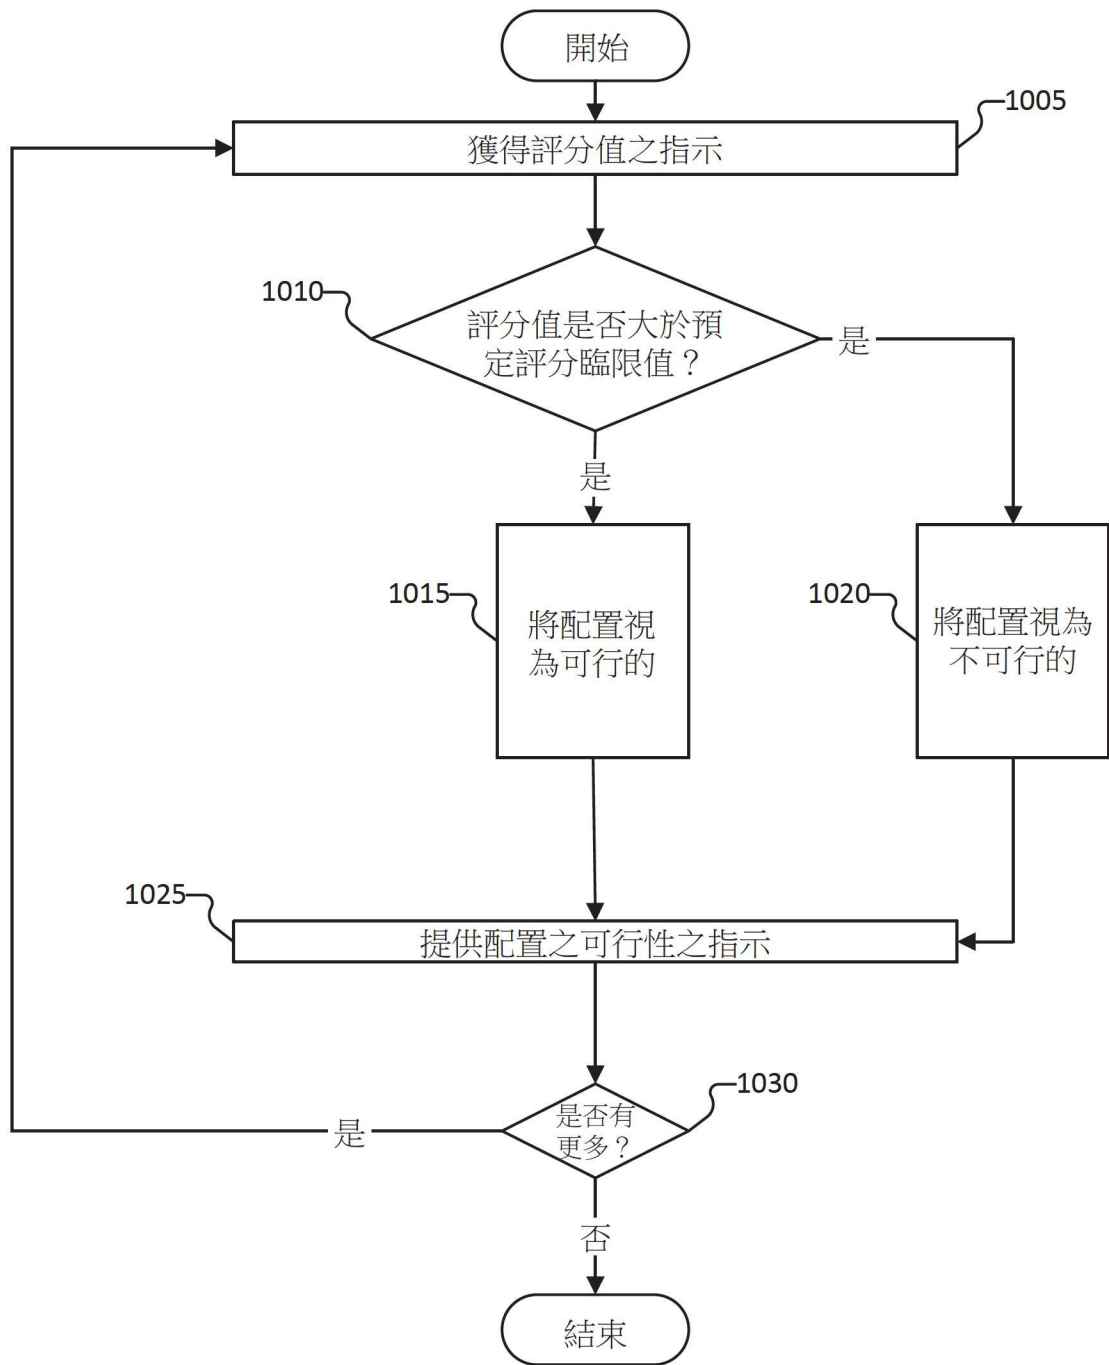 開始
1005
獲得評分值之指示
1010
評分值是否大於預
定評分臨限值？
是
是
1015
將配置視
為可行的
1020
將配置視為
不可行的
1025
提供配置之可行性之指示
1030
是否有
更多？
是
否
結束